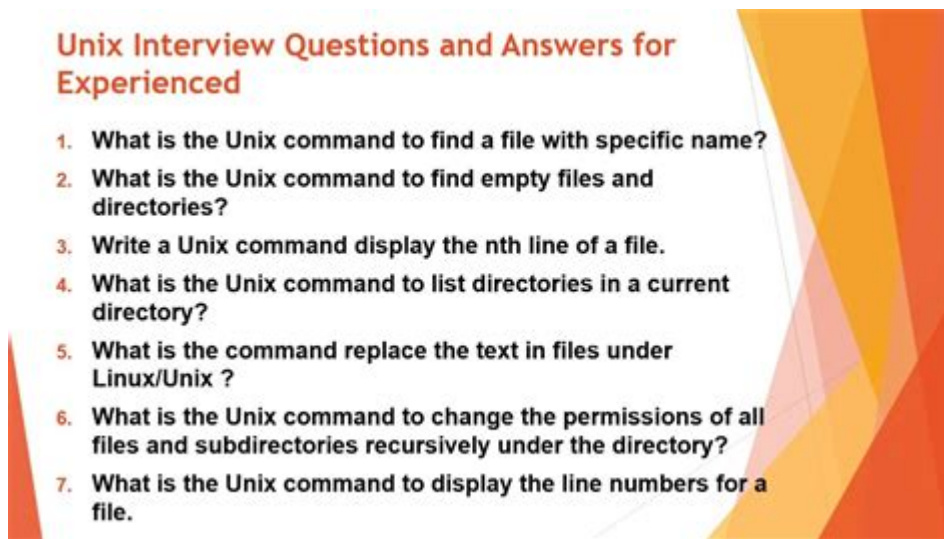 Unix Interview Questions and Answers for
Experienced
1. What is the Unix command to find a file with specific name?
2. What is the Unix command to find empty files and
directories?
3. Write a Unix command display the nth line of a file.
4. What is the Unix command to list directories in a current
directory?
5. What is the command replace the text in files under
Linux/Unix ?
6. What is the Unix command to change the permissions of all
files and subdirectories recursively under the directory?
7. What is the Unix command to display the line numbers for a
file.